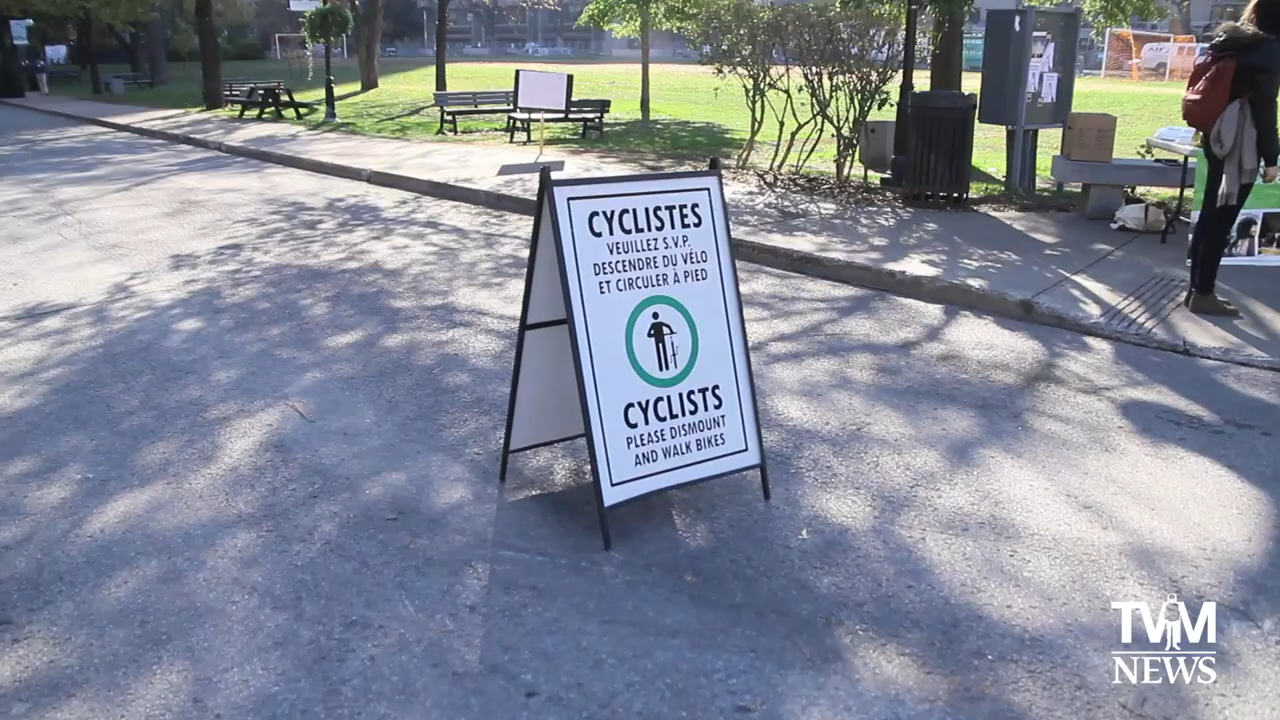 CYCLISTES
VEUILLEZ S.V.P.
DESCENDRE DU VÉLO
ET CIRCULER À PIED
CYCLISTS
PLEASE DISMOUNT
AND WALK BIKES
TVM
NEWS